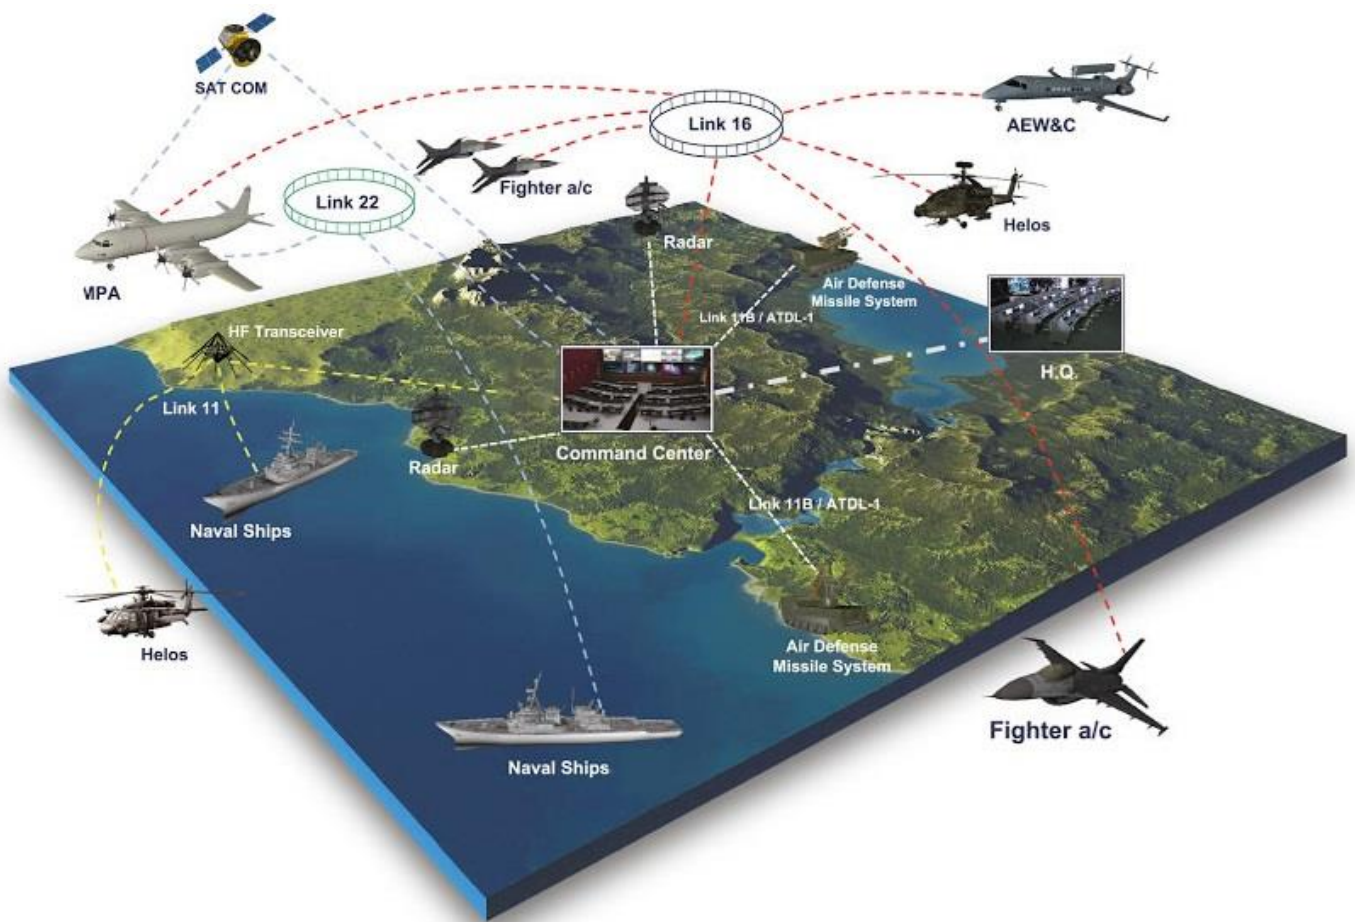 SAT COM
Link 16
AEW&C
Fighter a/c
Link 22
Helos
Radar
MPA
Air Defense
Missile System
HF Transceiver
Link 11B / ATDL-1
H.Q.
Link 11
Command Center
Radar
Link 11B / ATDL-1
Naval Ships
Helos
Air Defense
Missile System
Fighter a/c
Naval Ships